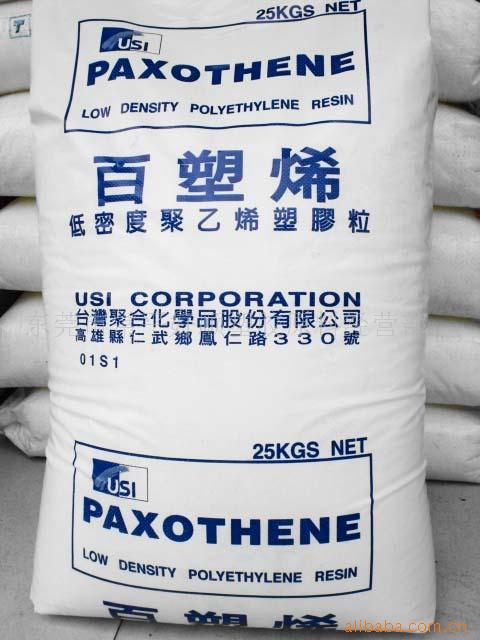 25KGS NET
USI
PAXOTHENE
LOW DENSITY POLYETHYLENE RESIN
百塑烯
低密度聚乙烯塑膠粒
USI CORPORATION
台灣聚合化學品股份有限公司
高雄縣仁武鄉鳳仁路330號
01S1
25KGS NET
USI
PAXOTHENE
LOW DENSITY POLYETHYLENE RESIN
百塑烯
alibaba.com.cn